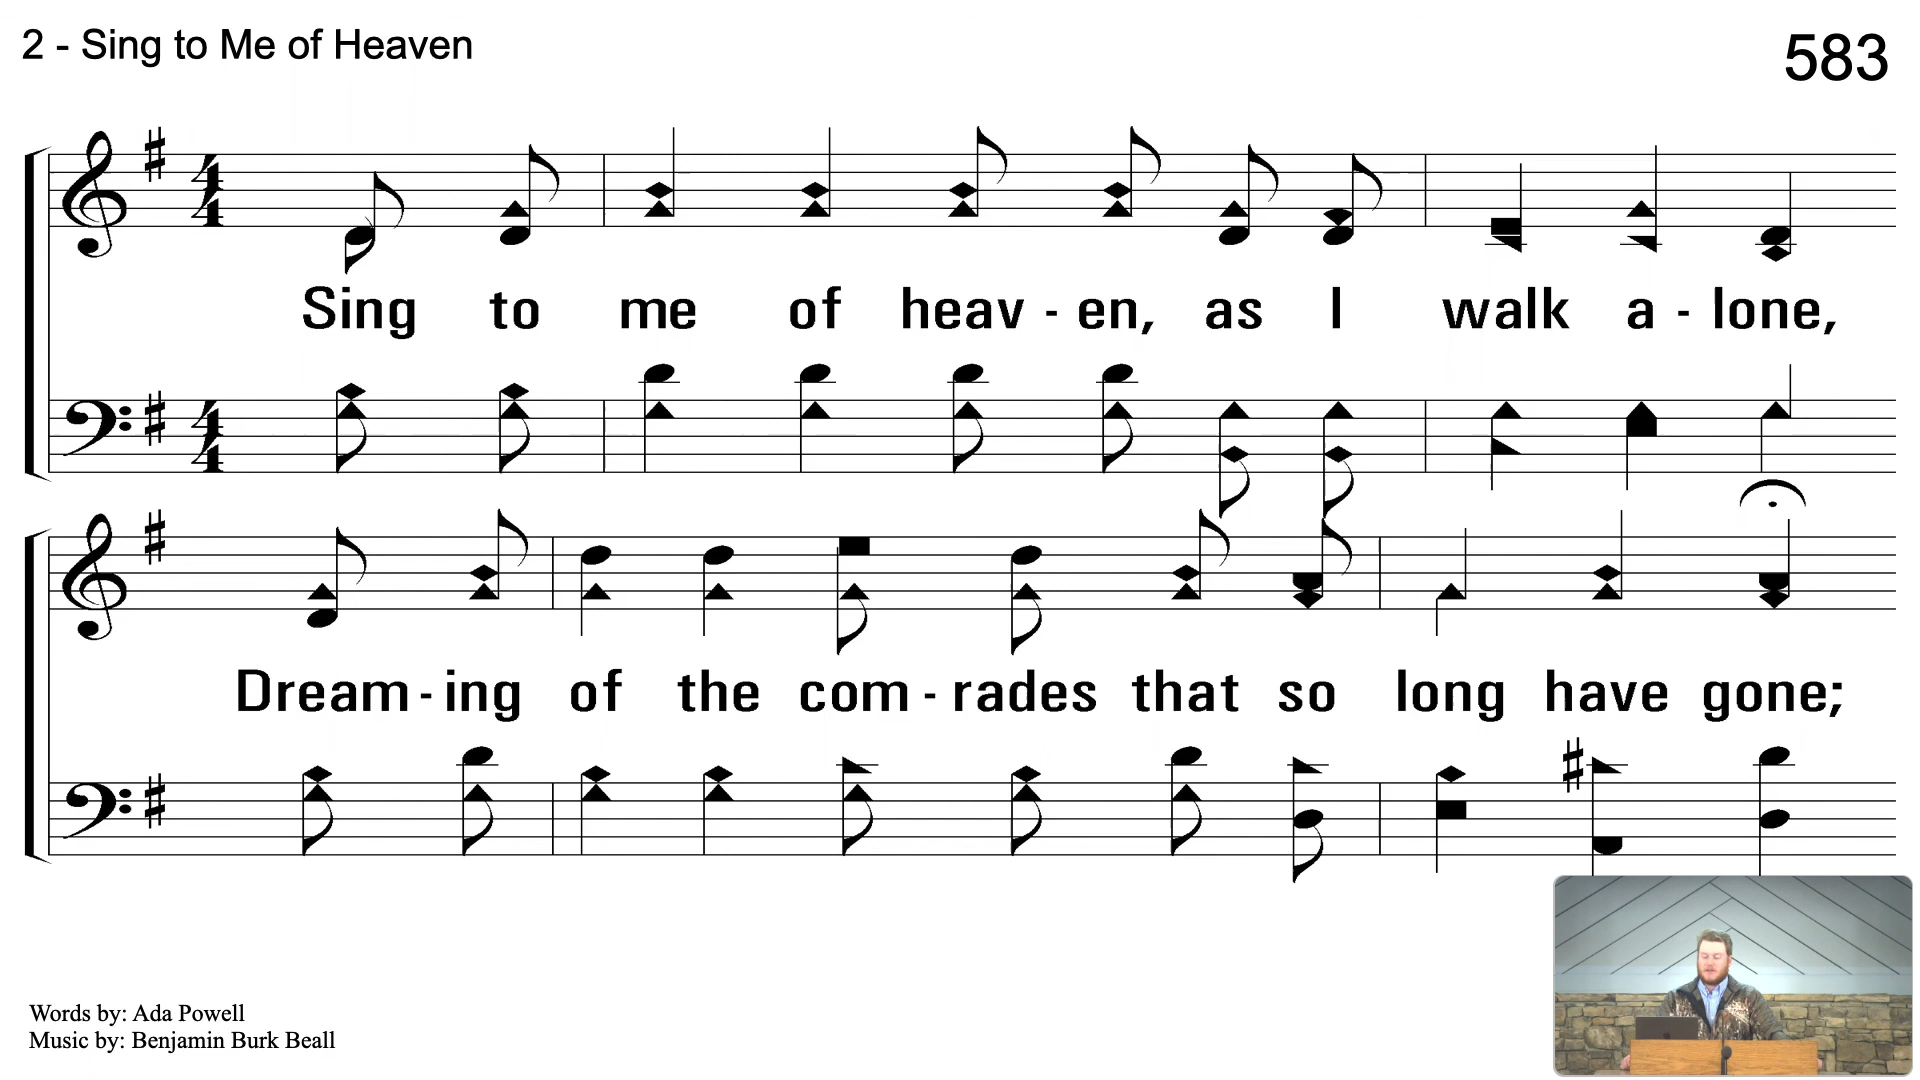 2 - Sing to Me of Heaven
583
Sing to me of heav - en, as I walk a - lone,
Dream - ing of the com - rades that so long have gone;
Words by: Ada Powell
Music by: Benjamin Burk Beall